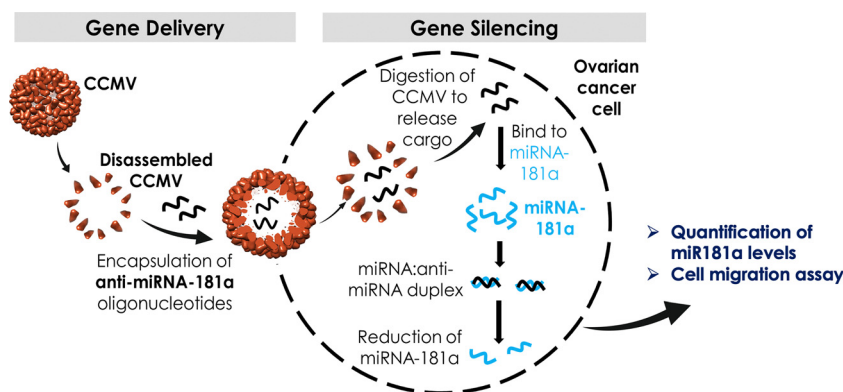 Gene Delivery
Gene Silencing
CCMV
Disassembled
CCMV
Encapsulation of
anti-miRNA-181a
oligonucleotides
Digestion of
CCMV to
release
cargo
Ovarian
cancer
cell
Bind to
miRNA-
181a
miRNA-
181a
miRNA:anti-
miRNA duplex
Reduction of
miRNA-181a
➢ Quantification of
miR181a levels
➢ Cell migration assay